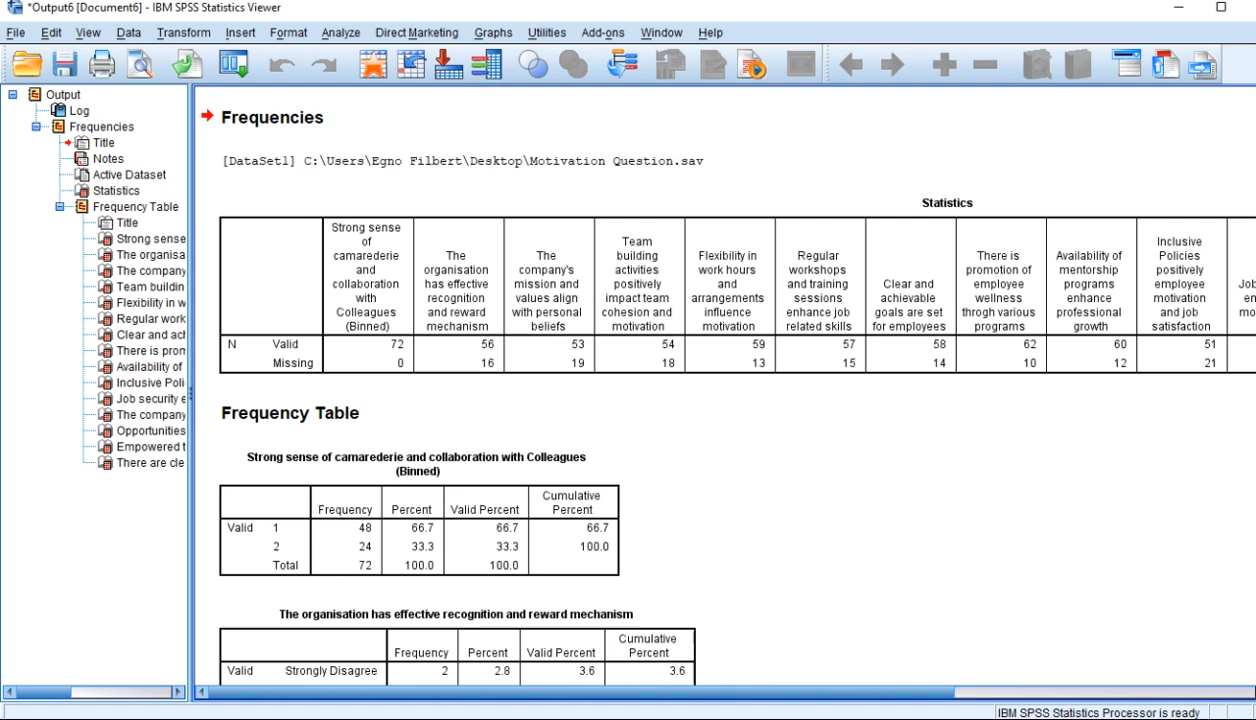 *Output6 [Document6] - IBM SPSS Statistics Viewer
File Edit View Data Transform Insert Format Analyze Direct Marketing Graphs Utilities Add-ons Window Help
Output
Log
Frequencies
Title
Notes
Active Dataset
Statistics
Frequency Table
Title
Strong sense
The organisa
The company
Team buildin
Flexibility in w
Regular work
Clear and ach
There is prom
Availability of
Inclusive Poli
Job security e
The company
Opportunities
Empowered t
There are cle
Frequencies
[DataSet1] C:\Users\Egno Filbert\Desktop\Motivation Question.sav
Statistics
Strong sense
of
camarederie
and
collaboration
with
Colleagues
(Binned)
The
organisation
has effective
recognition
and reward
mechanism
The
company's
mission and
values align
with personal
beliefs
Team
building
activities
positively
impact team
cohesion and
motivation
Flexibility in
work hours
and
arrangements
influence
motivation
Regular
workshops
and training
sessions
enhance job
related skills
Clear and
achievable
goals are set
for employees
There is
promotion of
employee
wellness
throgh various
programs
Availability of
mentorship
programs
enhance
professional
growth
Inclusive
Policies
positively
employee
motivation
and job
satisfaction
Jo
en
mo
N Valid 72 56 53 54 59 57 58 62 60 51
Missing 0 16 19 18 13 15 14 10 12 21
Frequency Table
Strong sense of camarederie and collaboration with Colleagues
(Binned)
Frequency Percent Valid Percent Cumulative Percent
Valid 1 48 66.7 66.7 66.7
2 24 33.3 33.3 100.0
Total 72 100.0 100.0
The organisation has effective recognition and reward mechanism
Frequency Percent Valid Percent Cumulative Percent
Valid Strongly Disagree 2 2.8 3.6 3.6
IBM SPSS Statistics Processor is ready